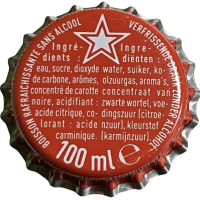 BOISSON RAFRAICHISSANTE SANS ALCOOL
VERFRISSENDE DRANK ZONDER ALCOHOL
Ingré- Ingre-
dients : diënten :
eau, sucre, dioxyde water, suiker, ko-
de carbone, arômes, olzuurgas, aroma's,
concentré de carotte concentraat van
noire, acidifiant : zwarte wortel, voe-
acide citrique, co- dingszuur (citroe-
lorant : acide nzuur), kleurstof
carminique. (karmijnzuur).
100 ml e